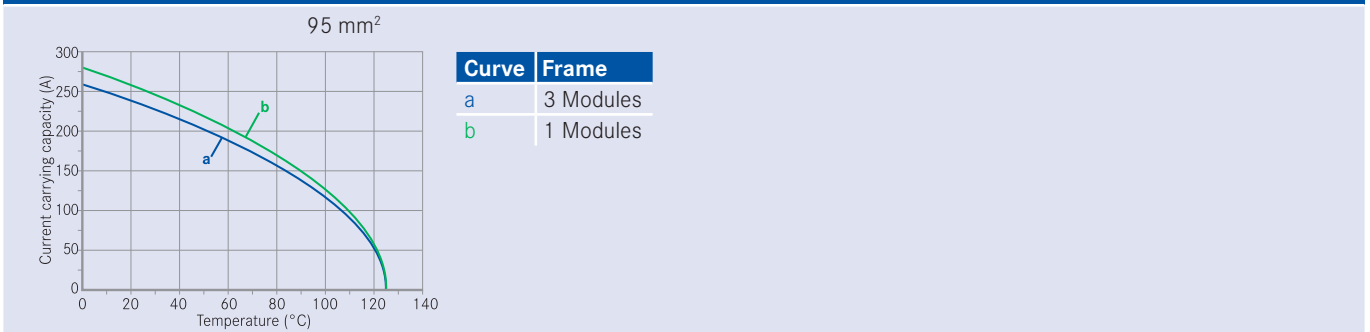 95 mm²
300
250
200
150
100
50
0
Current carrying capacity (A)
a
b
0 20 40 60 80 100 120 140
Temperature (°C)
Curve Frame
a 3 Modules
b 1 Modules